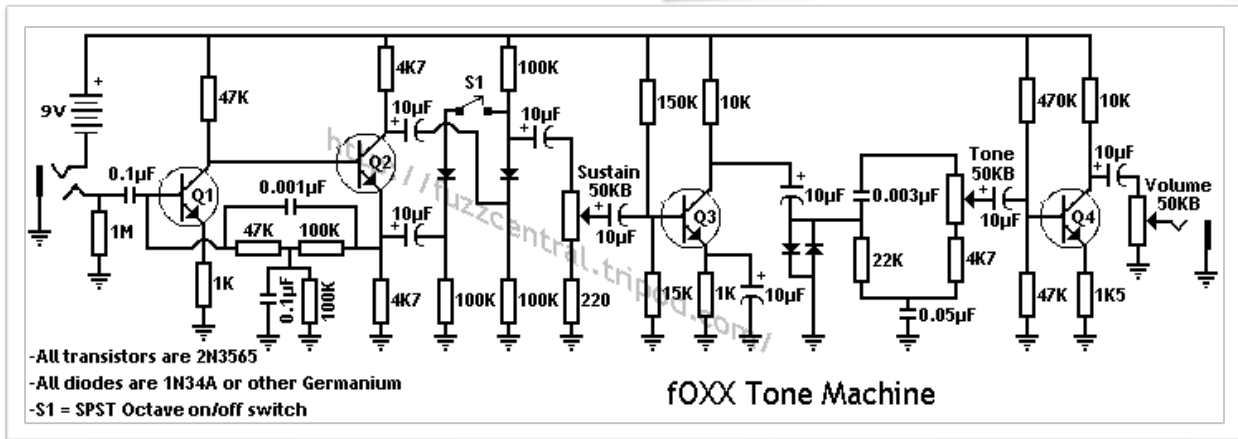 4K7
100K
S1
9V
+
47K
10µF
150K
10K
470K
10K
+
10µF
+
10µF
+
0.1µF
Q1
Q2
Sustain
50KB
Tone
50KB
Volume
50KB
0.001µF
10µF
+
Q3
10µF
+
0.003µF
10µF
+
Q4
1M
47K
100K
10µF
+
22K
4K7
1K
0.1µF
100K
4K7
100K
100K
220
15K
1K
10µF
+
0.05µF
47K
1K5
http://fuzzcentral.tripod.com/
-All transistors are 2N3565
-All diodes are 1N34A or other Germanium
-S1 = SPST Octave on/off switch
fOXX Tone Machine